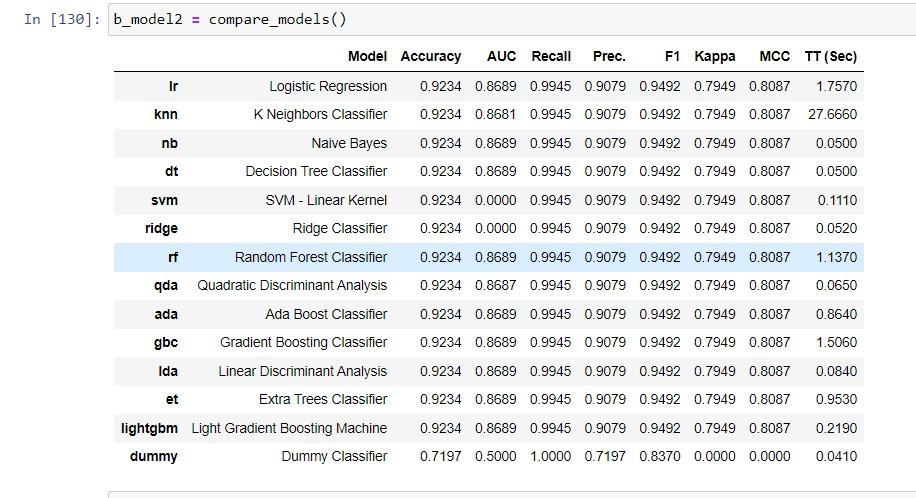 In [130]: b_model2 = compare_models()
Model Accuracy AUC Recall Prec. F1 Kappa MCC TT (Sec)
lr Logistic Regression 0.9234 0.8689 0.9945 0.9079 0.9492 0.7949 0.8087 1.7570
knn K Neighbors Classifier 0.9234 0.8681 0.9945 0.9079 0.9492 0.7949 0.8087 27.6660
nb Naive Bayes 0.9234 0.8689 0.9945 0.9079 0.9492 0.7949 0.8087 0.0500
dt Decision Tree Classifier 0.9234 0.8689 0.9945 0.9079 0.9492 0.7949 0.8087 0.0500
svm SVM - Linear Kernel 0.9234 0.0000 0.9945 0.9079 0.9492 0.7949 0.8087 0.1110
ridge Ridge Classifier 0.9234 0.0000 0.9945 0.9079 0.9492 0.7949 0.8087 0.0520
rf Random Forest Classifier 0.9234 0.8689 0.9945 0.9079 0.9492 0.7949 0.8087 1.1370
qda Quadratic Discriminant Analysis 0.9234 0.8687 0.9945 0.9079 0.9492 0.7949 0.8087 0.0650
ada Ada Boost Classifier 0.9234 0.8689 0.9945 0.9079 0.9492 0.7949 0.8087 0.8640
gbc Gradient Boosting Classifier 0.9234 0.8689 0.9945 0.9079 0.9492 0.7949 0.8087 1.5060
lda Linear Discriminant Analysis 0.9234 0.8689 0.9945 0.9079 0.9492 0.7949 0.8087 0.0840
et Extra Trees Classifier 0.9234 0.8689 0.9945 0.9079 0.9492 0.7949 0.8087 0.9530
lightgbm Light Gradient Boosting Machine 0.9234 0.8689 0.9945 0.9079 0.9492 0.7949 0.8087 0.2190
dummy Dummy Classifier 0.7197 0.5000 1.0000 0.7197 0.8370 0.0000 0.0000 0.0410